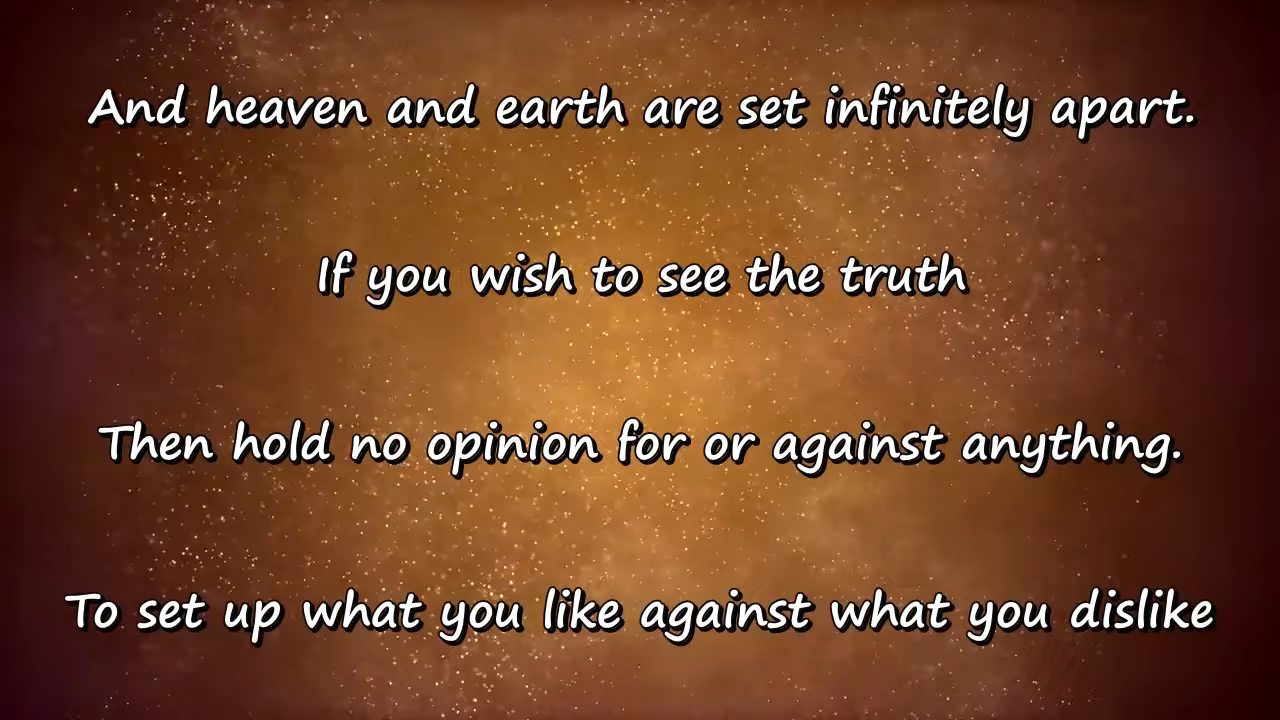 And heaven and earth are set infinitely apart.
If you wish to see the truth
Then hold no opinion for or against anything.
To set up what you like against what you dislike